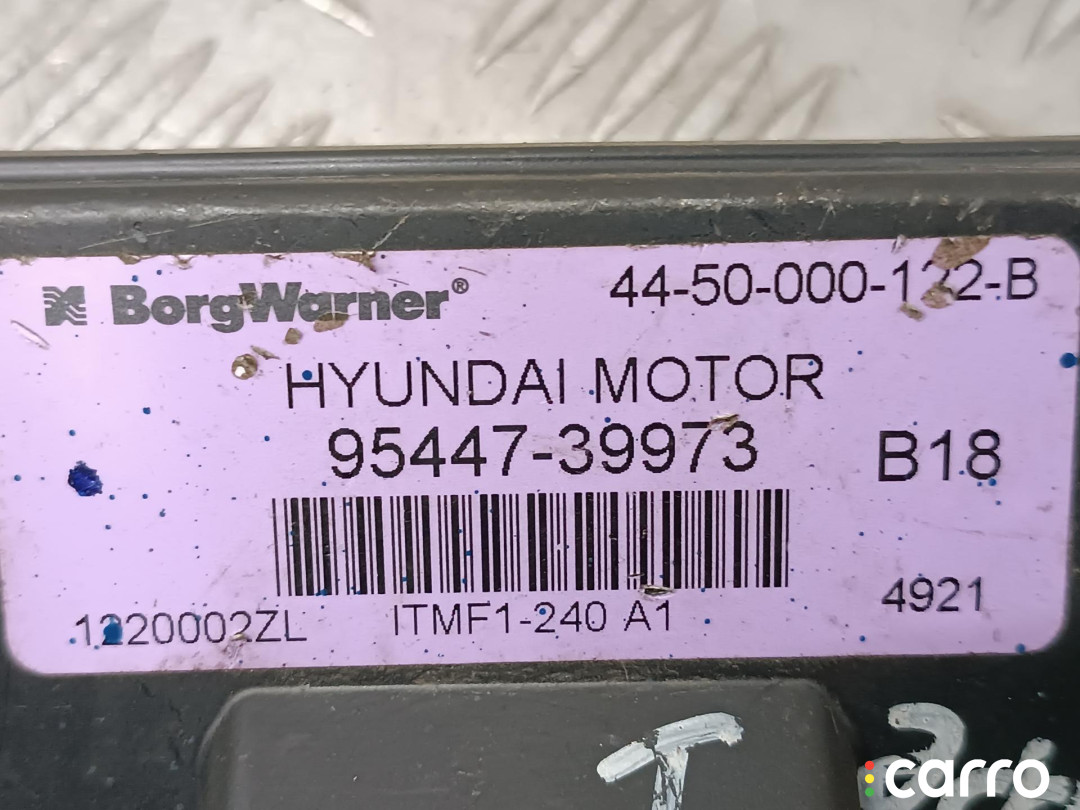 BorgWarner®
44-50-000-122-B
HYUNDAI MOTOR
95447-39973
B18
1220002ZL
ITMF1-240 A1
4921
T
carro